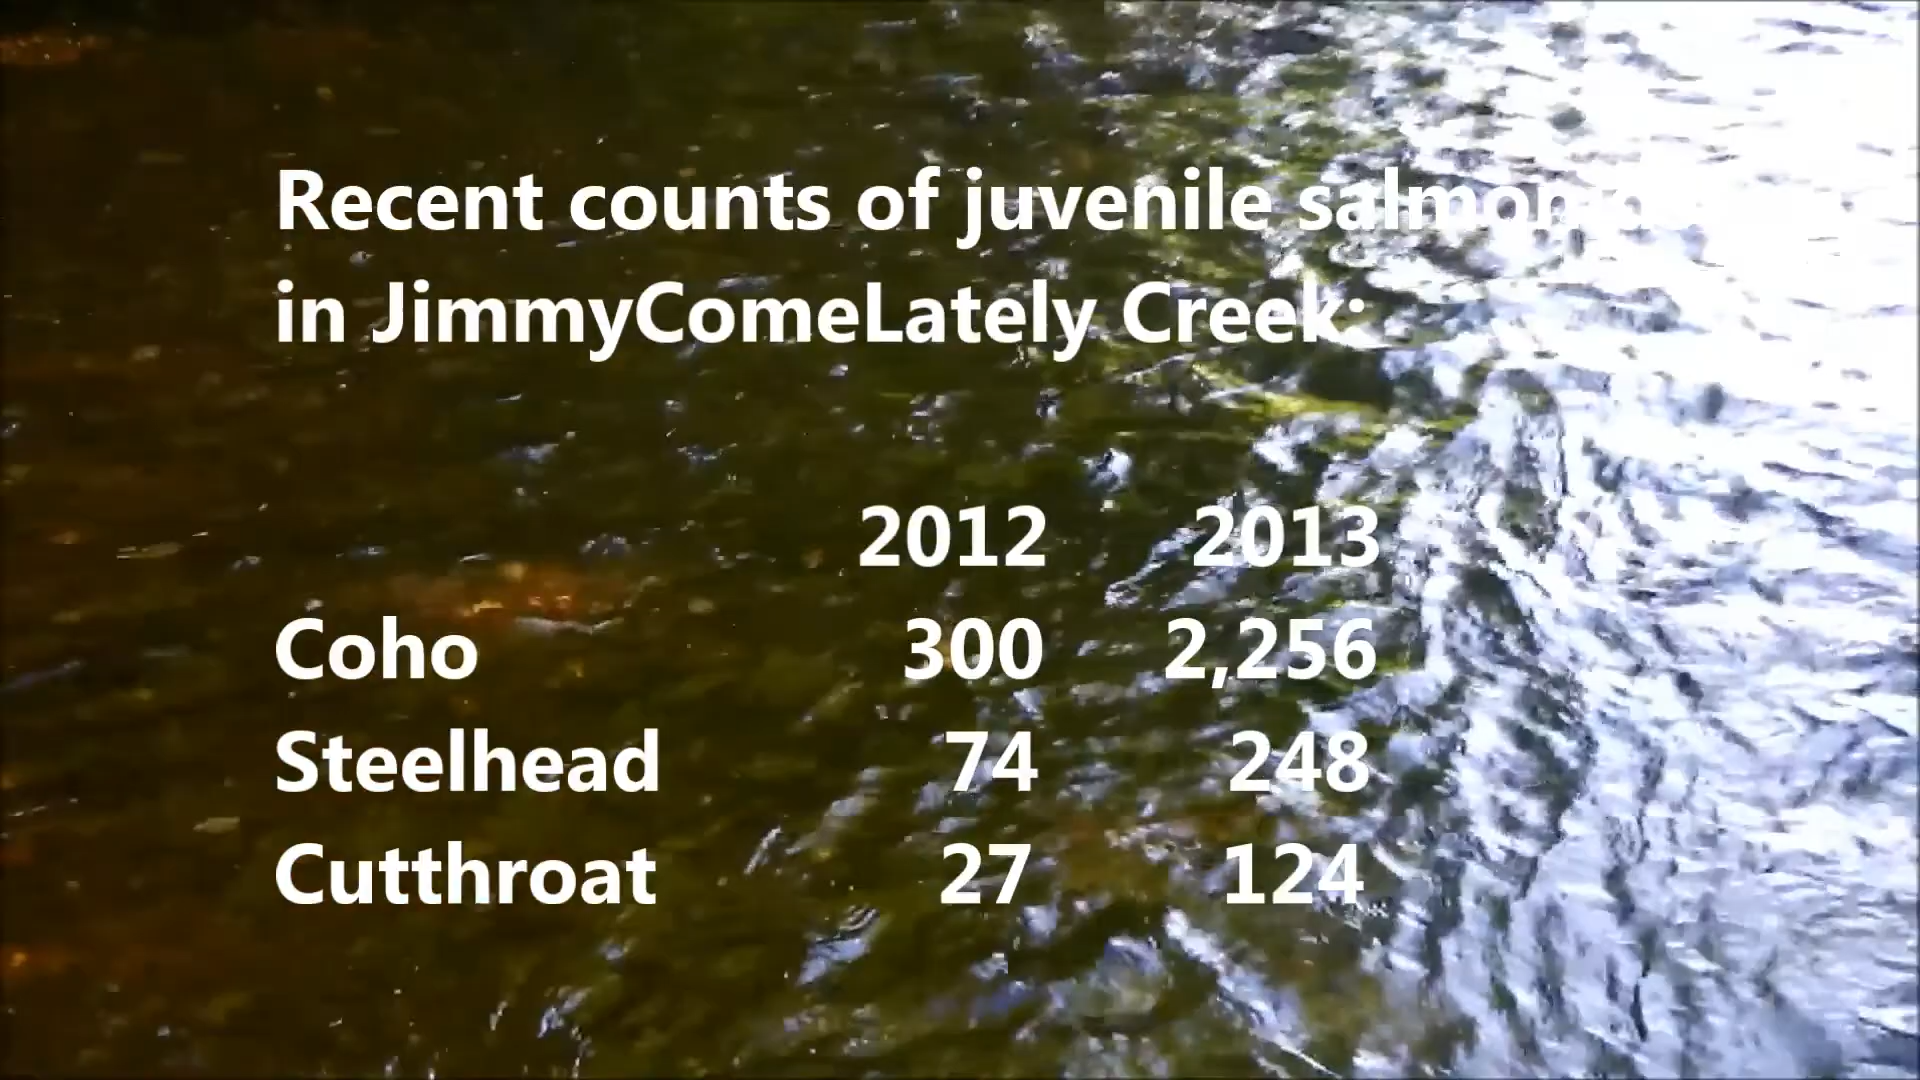 Recent counts of juvenile salmonids
in JimmyComeLately Creek:
2012 2013
Coho 300 2,256
Steelhead 74 248
Cutthroat 27 124